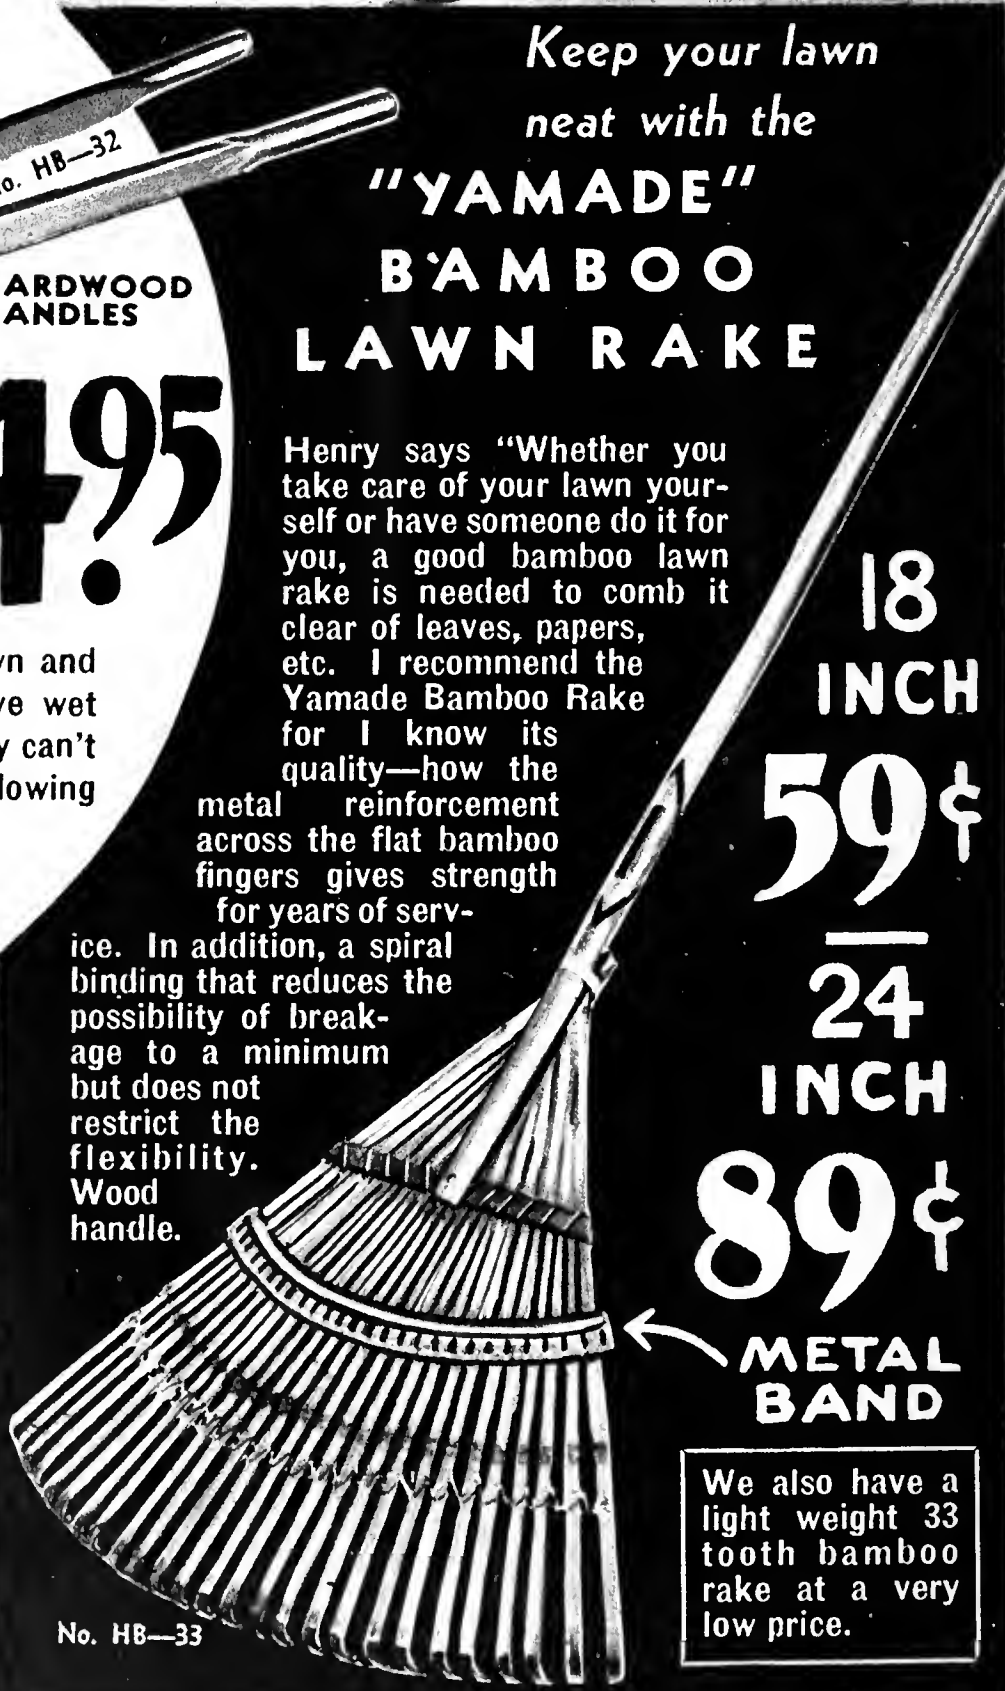 Keep your lawn
neat with the
"YAMADE"
BAMBOO
LAWN RAKE
HB—32
ARDWOOD
ANDLES
4.95
and
wet
can't
Henry says "Whether you
take care of your lawn your-
self or have someone do it for
you, a good bamboo lawn
rake is needed to comb it
clear of leaves, papers,
etc. I recommend the
Yamade Bamboo Rake
for I know its
quality—how the
metal reinforcement
across the flat bamboo
fingers gives strength
for years of serv-
ice. In addition, a spiral
binding that reduces the
possibility of break-
age to a minimum
but does not
restrict the
flexibility.
Wood
handle.
18
INCH
59¢
24
INCH
89¢
METAL
BAND
We also have a
light weight 33
tooth bamboo
rake at a very
low price.
No. HB—33